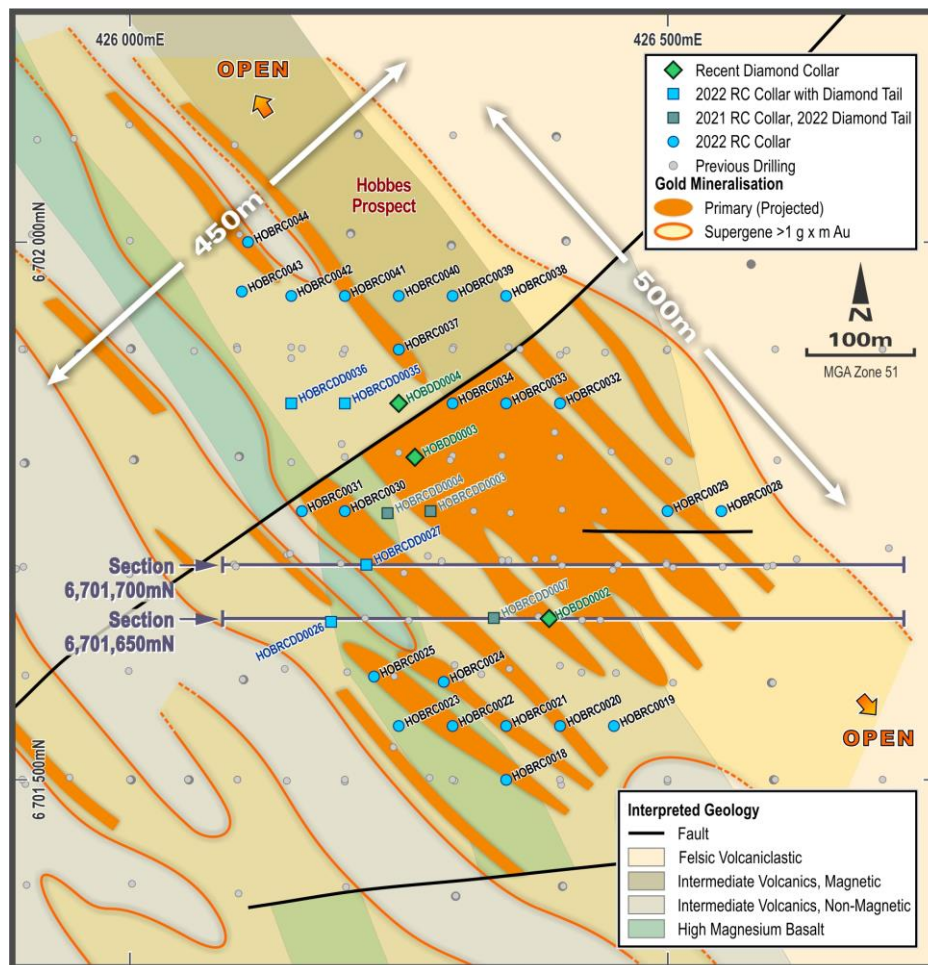 426 000mE
426 500mE
OPEN
Recent Diamond Collar
2022 RC Collar with Diamond Tail
2021 RC Collar, 2022 Diamond Tail
2022 RC Collar
Previous Drilling
Gold Mineralisation
Primary (Projected)
Supergene >1 g x m Au
Hobbes
Prospect
450m
500m
6 702 000mN
N
100m
MGA Zone 51
HOBRC0044
HOBRC0043
HOBRC0042
HOBRC0041
HOBRC0040
HOBRC0039
HOBRC0038
HOBRC0037
HOBRCDD0036
HOBRCDD0035
HOBDD0004
HOBRC0034
HOBRC0033
HOBRC0032
HOBDD0003
HOBRC0031
HOBRC0030
HOBRCDD0004
HOBRCDD0003
HOBRC0029
HOBRC0028
Section
6,701,700mN
HOBRCDD0027
Section
6,701,650mN
HOBRCDD0026
HOBRCDD0007
HOBDD0002
HOBRC0025
HOBRC0024
HOBRC0023
HOBRC0022
HOBRC0021
HOBRC0020
HOBRC0019
HOBRC0018
OPEN
6 701 500mN
Interpreted Geology
Fault
Felsic Volcaniclastic
Intermediate Volcanics, Magnetic
Intermediate Volcanics, Non-Magnetic
High Magnesium Basalt